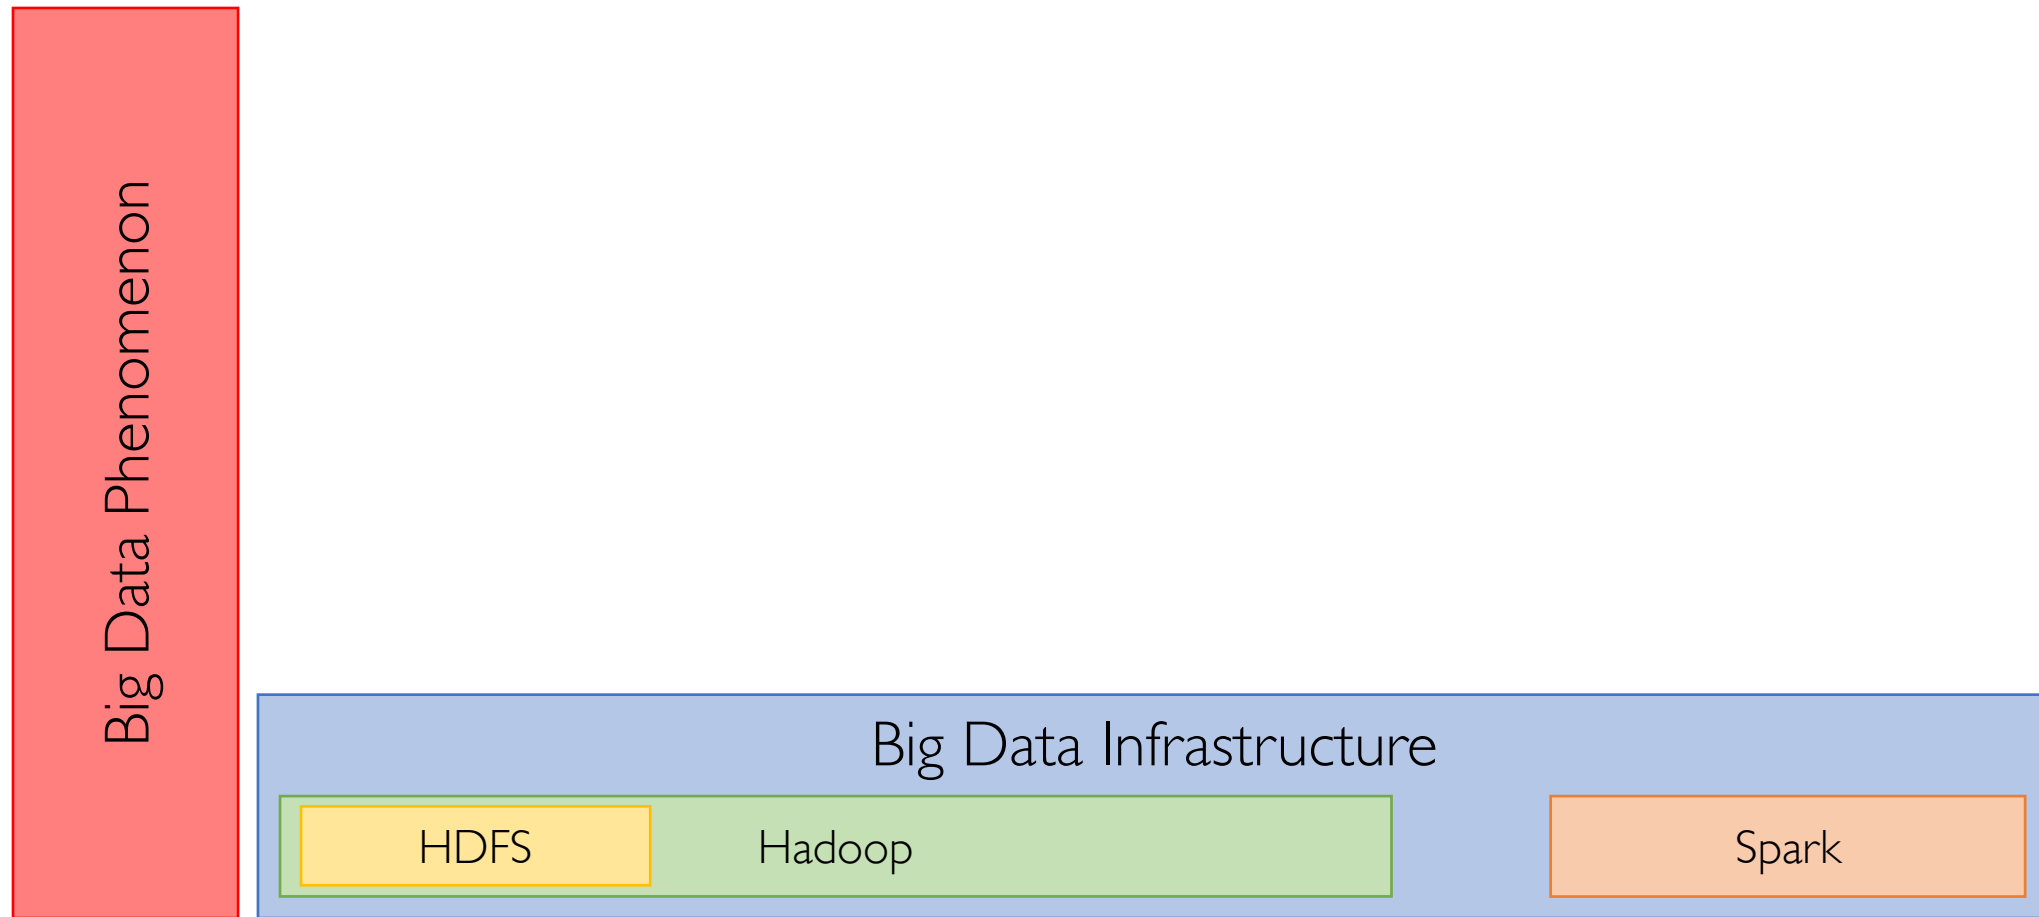 Big Data Phenomenon
Big Data Infrastructure
HDFS
Hadoop
Spark